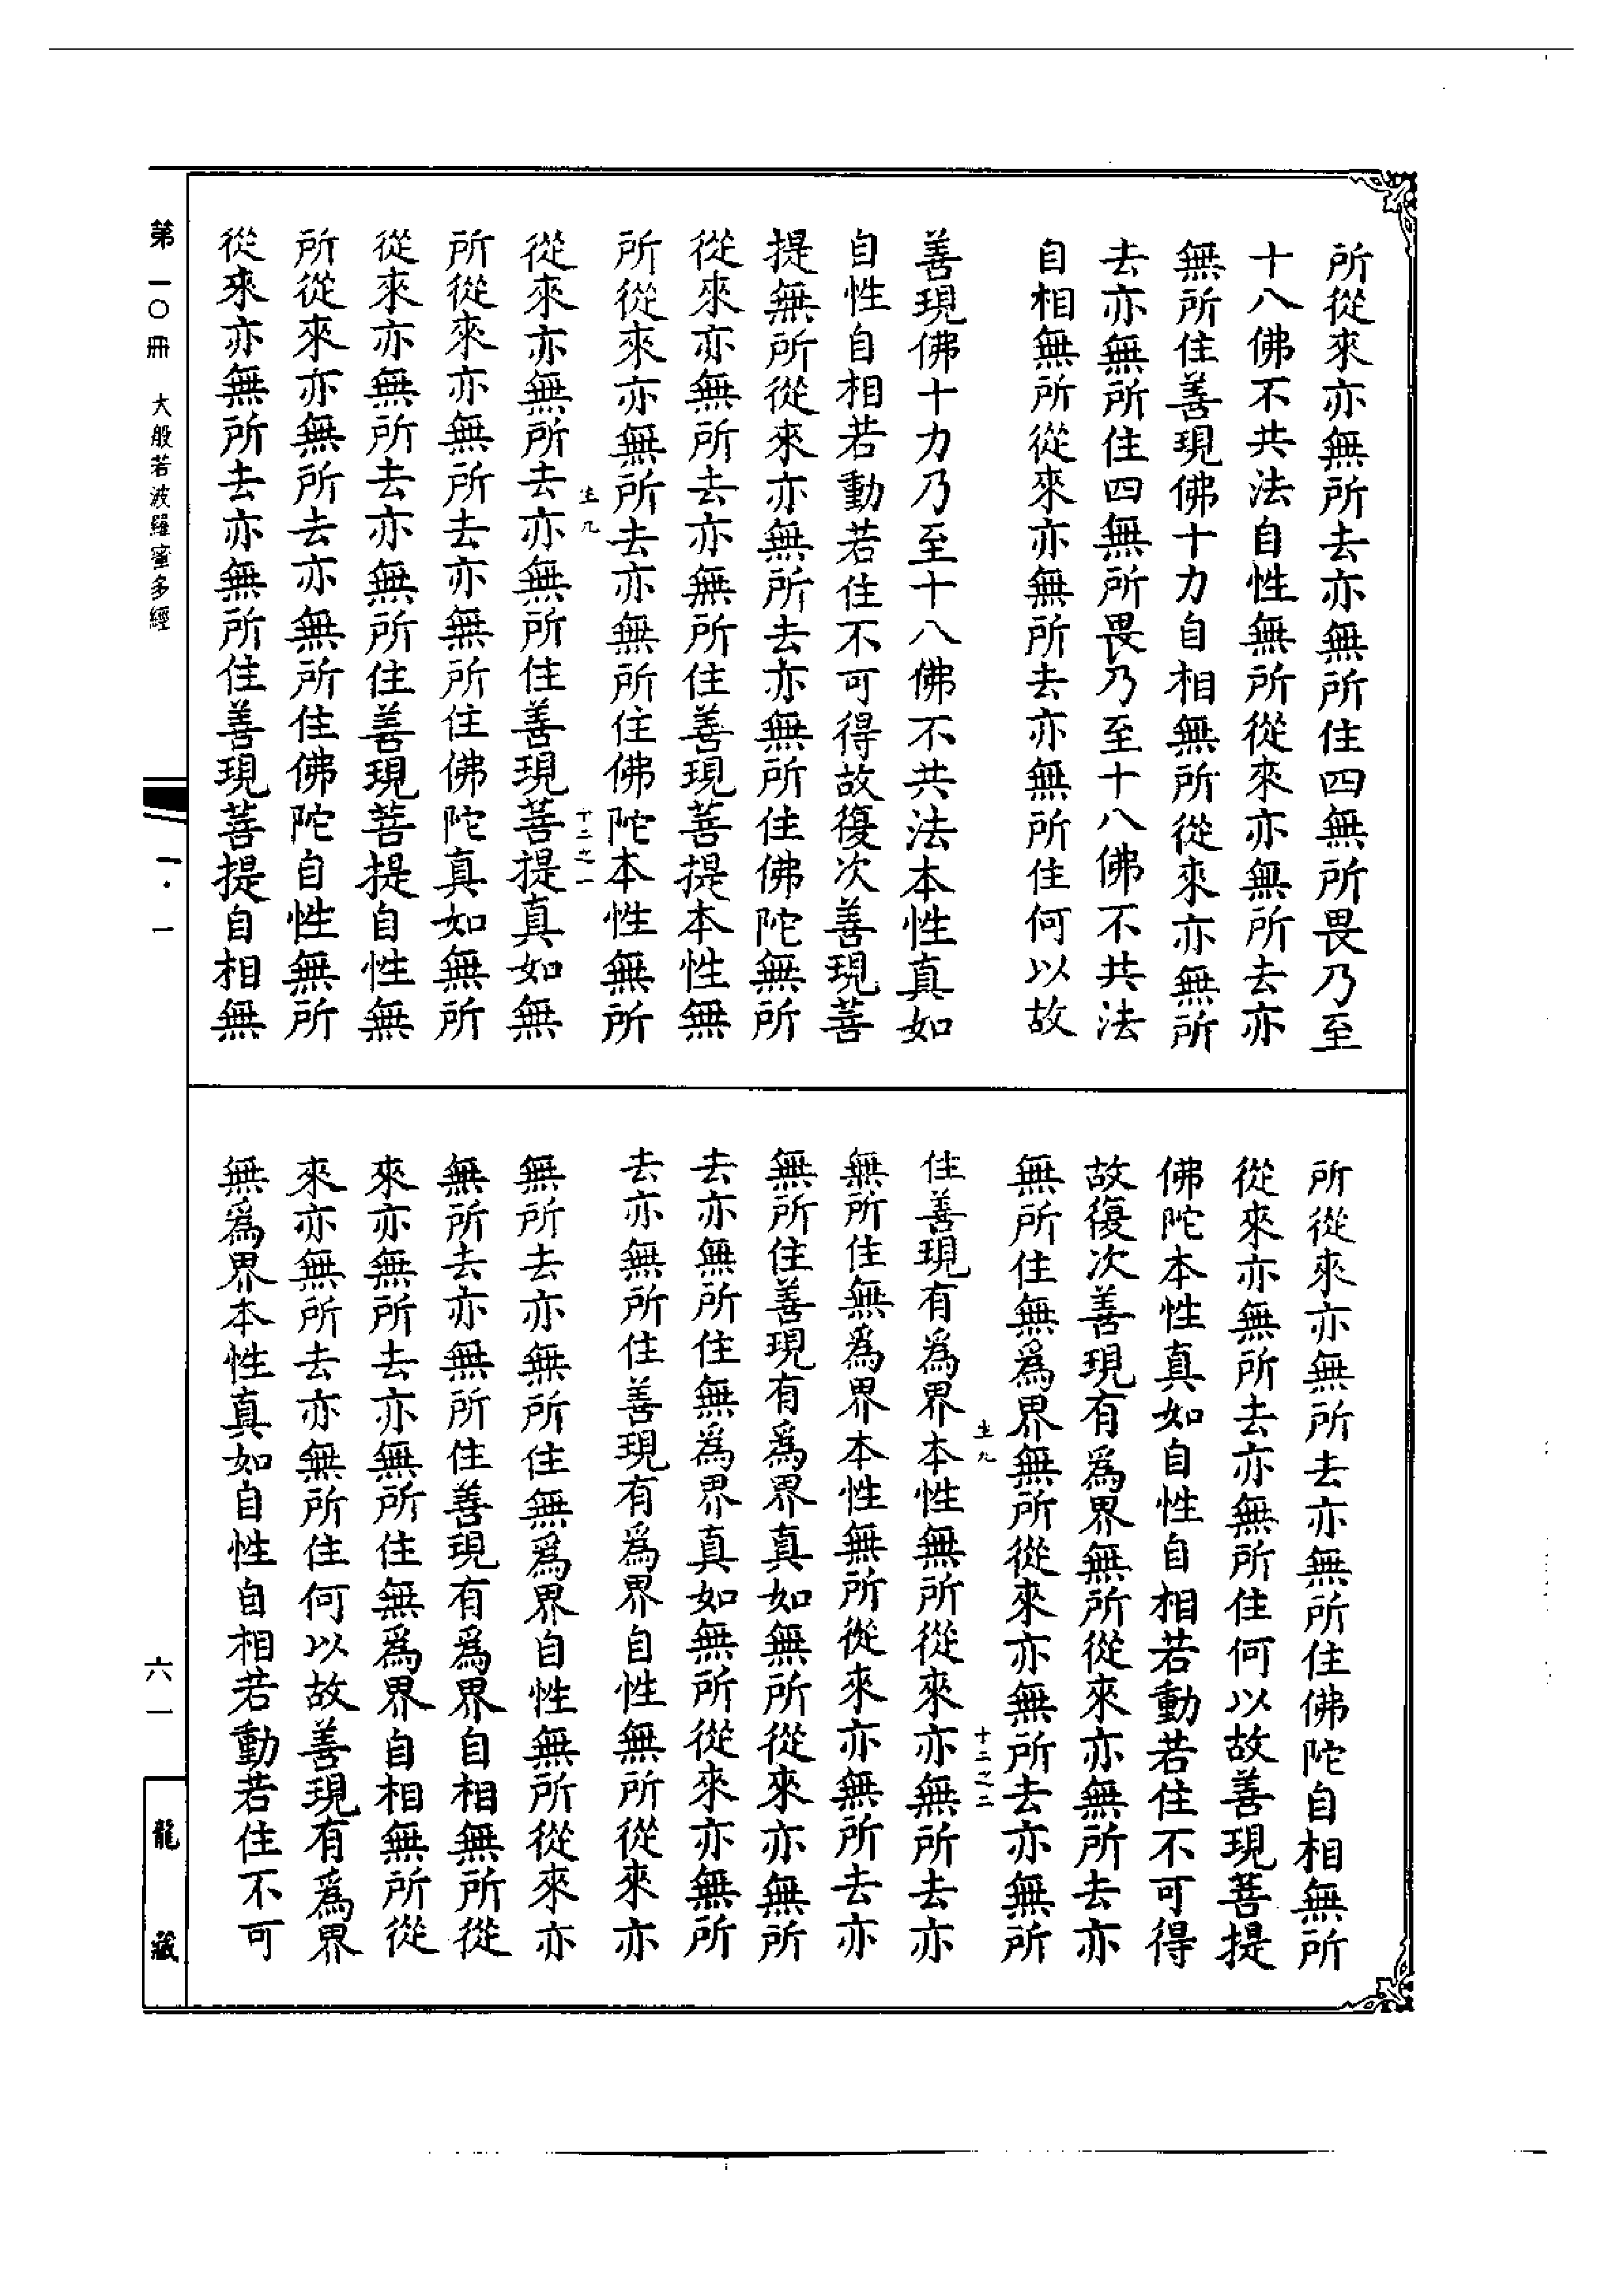 所從來亦無所去亦無所住四無所畏乃至
十八佛不共法自性無所從來亦無所去亦
無所住善現佛十力自相無所從來亦無所
去亦無所住四無所畏乃至十八佛不共法
自相無所從來亦無所去亦無所住何以故
善現佛十力乃至十八佛不共法本性真如
自性自相若動若住不可得故復次善現菩
提無所從來亦無所去亦無所住佛陀無所
從來亦無所去亦無所住善現菩提本性無
所從來亦無所去亦無所住佛陀本性無所
生九 十二之一
從來亦無所去亦無所住善現菩提真如無
所從來亦無所去亦無所住佛陀真如無所
從來亦無所去亦無所住善現菩提自性無
所從來亦無所去亦無所住佛陀自性無所
從來亦無所去亦無所住善現菩提自相無
所從來亦無所去亦無所住佛陀自相無所
從來亦無所去亦無所住何以故善現菩提
佛陀本性真如自性自相若動若住不可得
故復次善現有為界無所從來亦無所去亦
無所住無為界無所從來亦無所去亦無所
生九 十二之二
住善現有為界本性無所從來亦無所去亦
無所住無為界本性無所從來亦無所去亦
無所住善現有為界真如無所從來亦無所
去亦無所住無為界真如無所從來亦無所
去亦無所住善現有為界自性無所從來亦
無所去亦無所住無為界自性無所從來亦
無所去亦無所住善現有為界自相無所從
來亦無所去亦無所住無為界自相無所從
來亦無所去亦無所住何以故善現有為界
無為界本性真如自性自相若動若住不可
第一〇冊 大般若波羅蜜多經 一·一 六一 龍藏